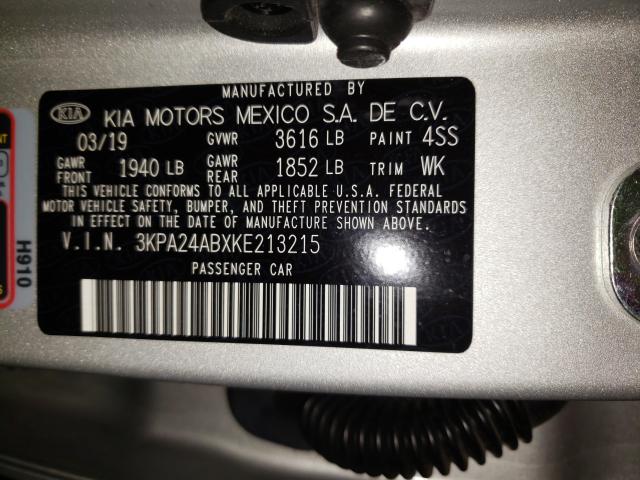 MANUFACTURED BY
KIA KIA MOTORS MEXICO S.A. DE C.V.
03/19 GVWR 3616 LB PAINT 4SS
GAWR FRONT 1940 LB GAWR REAR 1852 LB TRIM WK
THIS VEHICLE CONFORMS TO ALL APPLICABLE U.S.A. FEDERAL
MOTOR VEHICLE SAFETY, BUMPER, AND THEFT PREVENTION STANDARDS
IN EFFECT ON THE DATE OF MANUFACTURE SHOWN ABOVE.
V.I.N. 3KPA24ABXKE213215
PASSENGER CAR
H910